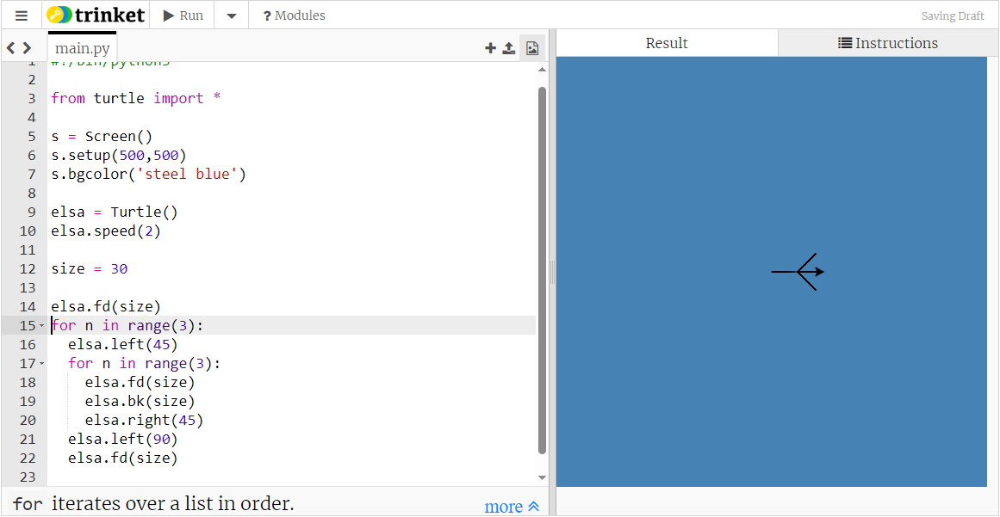 trinket Run ? Modules Saving Draft
main.py Result Instructions
1 #!/bin/python3
2
3 from turtle import *
4
5 s = Screen()
6 s.setup(500,500)
7 s.bgcolor('steel blue')
8
9 elsa = Turtle()
10 elsa.speed(2)
11
12 size = 30
13
14 elsa.fd(size)
15 for n in range(3):
16 elsa.left(45)
17 for n in range(3):
18 elsa.fd(size)
19 elsa.bk(size)
20 elsa.right(45)
21 elsa.left(90)
22 elsa.fd(size)
23
for iterates over a list in order. more